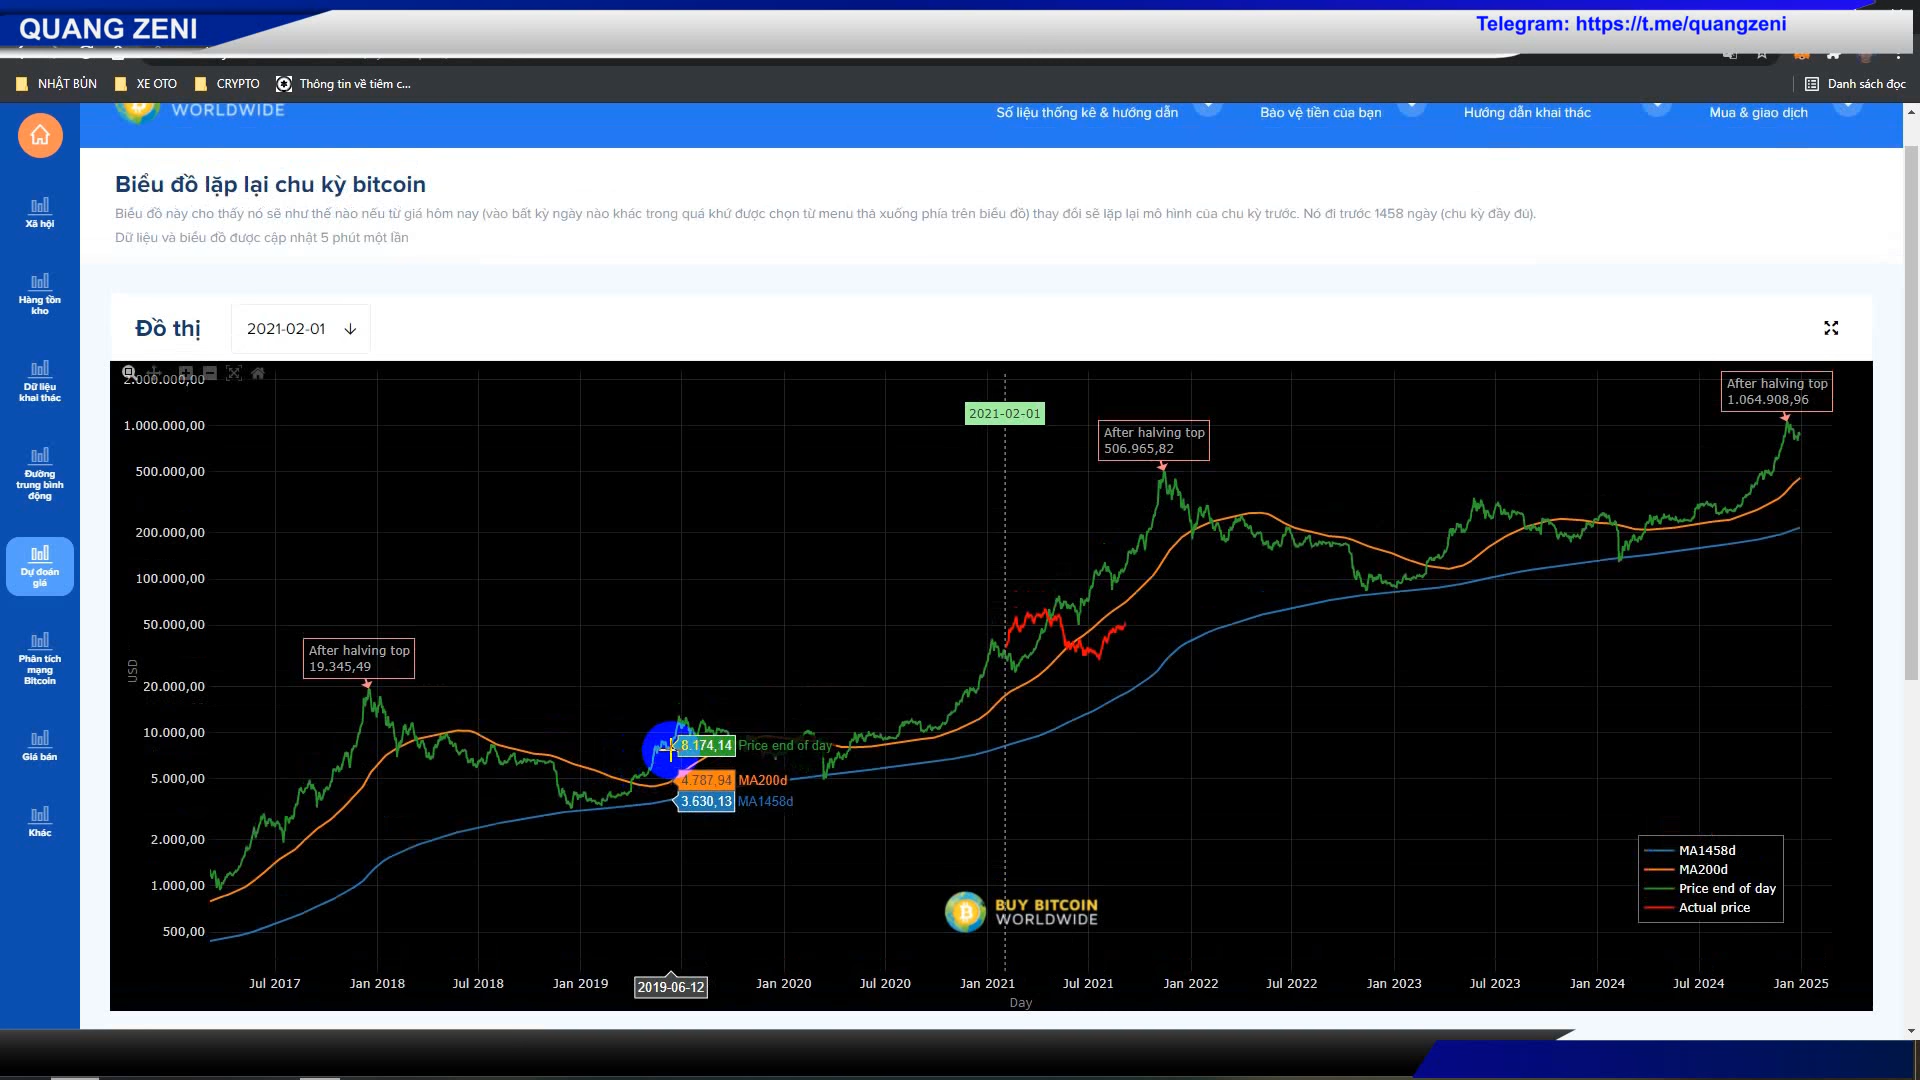 QUANG ZENI
Telegram: https://t.me/quangzeni
NHẬT BỦN
XE OTO
CRYPTO
Thông tin về tiêm c...
Danh sách đọc
WORLDWIDE
Số liệu thống kê & hướng dẫn
Bảo vệ tiền của bạn
Hướng dẫn khai thác
Mua & giao dịch
Xã hội
Hàng tồn
kho
Dữ liệu
khai thác
Đường
trung bình
động
Dự đoán
giá
Phân tích
mạng
Bitcoin
Giá bán
Khác
Biểu đồ lặp lại chu kỳ bitcoin
Biểu đồ này cho thấy nó sẽ như thế nào nếu từ giá hôm nay (vào bất kỳ ngày nào khác trong quá khứ được chọn từ menu thả xuống phía trên biểu đồ) thay đổi sẽ lặp lại mô hình của chu kỳ trước. Nó đi trước 1458 ngày (chu kỳ đầy đủ).
Dữ liệu và biểu đồ được cập nhật 5 phút một lần
Đồ thị
2021-02-01
2.000.000,00
1.000.000,00
500.000,00
200.000,00
100.000,00
50.000,00
20.000,00
10.000,00
5.000,00
2.000,00
1.000,00
500,00
USD
After halving top
19.345,49
2021-02-01
After halving top
506.965,82
After halving top
1.064.908,96
8.174,14 Price end of day
4.787,94 MA200d
3.630,13 MA1458d
BUY BITCOIN
WORLDWIDE
MA1458d
MA200d
Price end of day
Actual price
Jul 2017
Jan 2018
Jul 2018
Jan 2019
2019-06-12
Jan 2020
Jul 2020
Jan 2021
Jul 2021
Jan 2022
Jul 2022
Jan 2023
Jul 2023
Jan 2024
Jul 2024
Jan 2025
Day